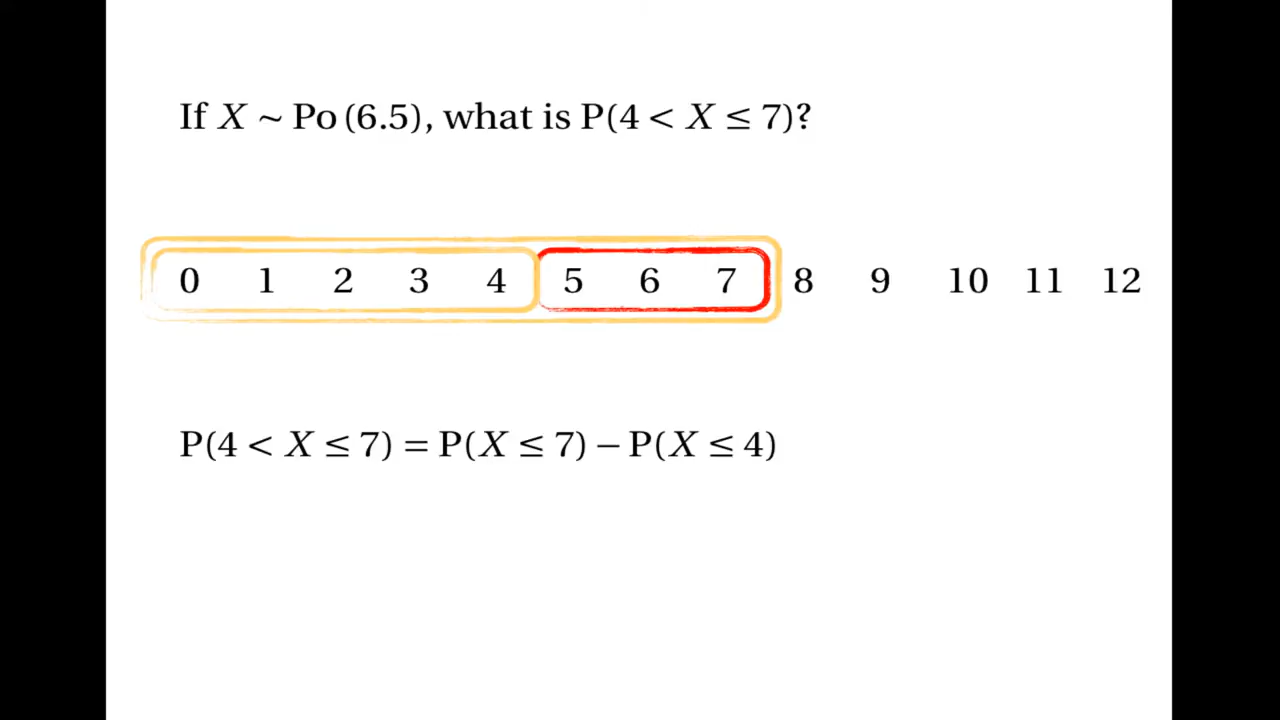 If X ~ Po (6.5), what is P(4 < X ≤ 7)?
0 1 2 3 4 5 6 7 8 9 10 11 12
P(4 < X ≤ 7) = P(X ≤ 7) − P(X ≤ 4)